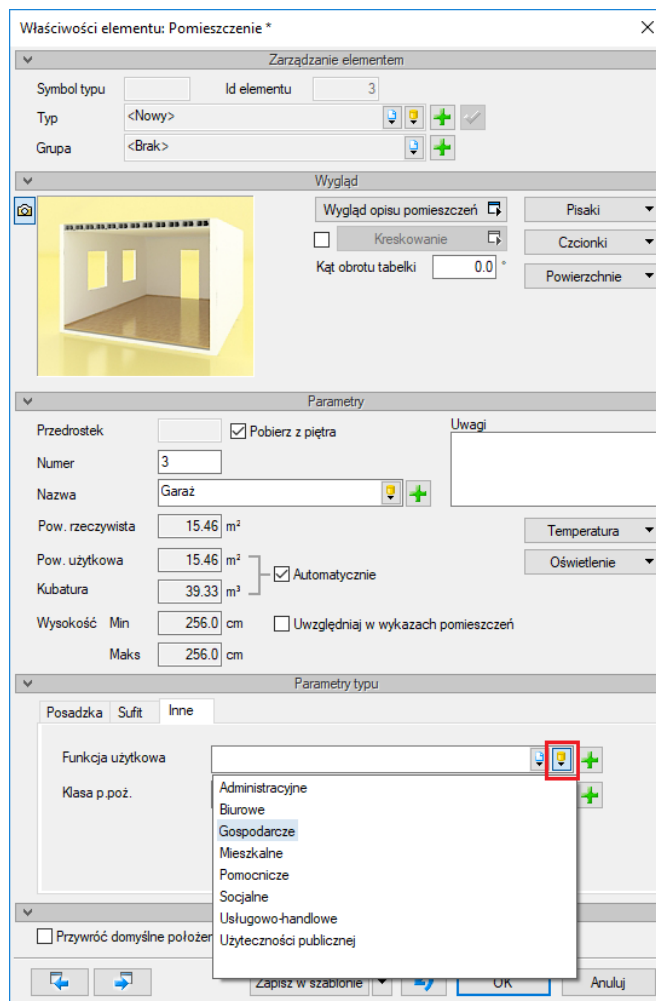 Właściwości elementu: Pomieszczenie *
Zarządzanie elementem
Symbol typu Id elementu 3
Typ <Nowy>
Grupa <Brak>
Wygląd
Wygląd opisu pomieszczeń Pisaki
Kreskowanie Czcionki
Kąt obrotu tabelki 0.0 °
Powierzchnie
Parametry
Przedrostek Pobierz z piętra Uwagi
Numer 3
Nazwa Garaż
Pow. rzeczywista 15.46 m² Temperatura
Pow. użytkowa 15.46 m² Oświetlenie
Automatycznie
Kubatura 39.33 m³
Wysokość Min 256.0 cm Uwzględniaj w wykazach pomieszczeń
Maks 256.0 cm
Parametry typu
Posadzka Sufit Inne
Funkcja użytkowa
Klasa p.poż.
Administracyjne
Biurowe
Gospodarcze
Mieszkalne
Pomocnicze
Socjalne
Usługowo-handlowe
Użyteczności publicznej
Przywróć domyślne położer
Zapisz w szablonie OK Anuluj